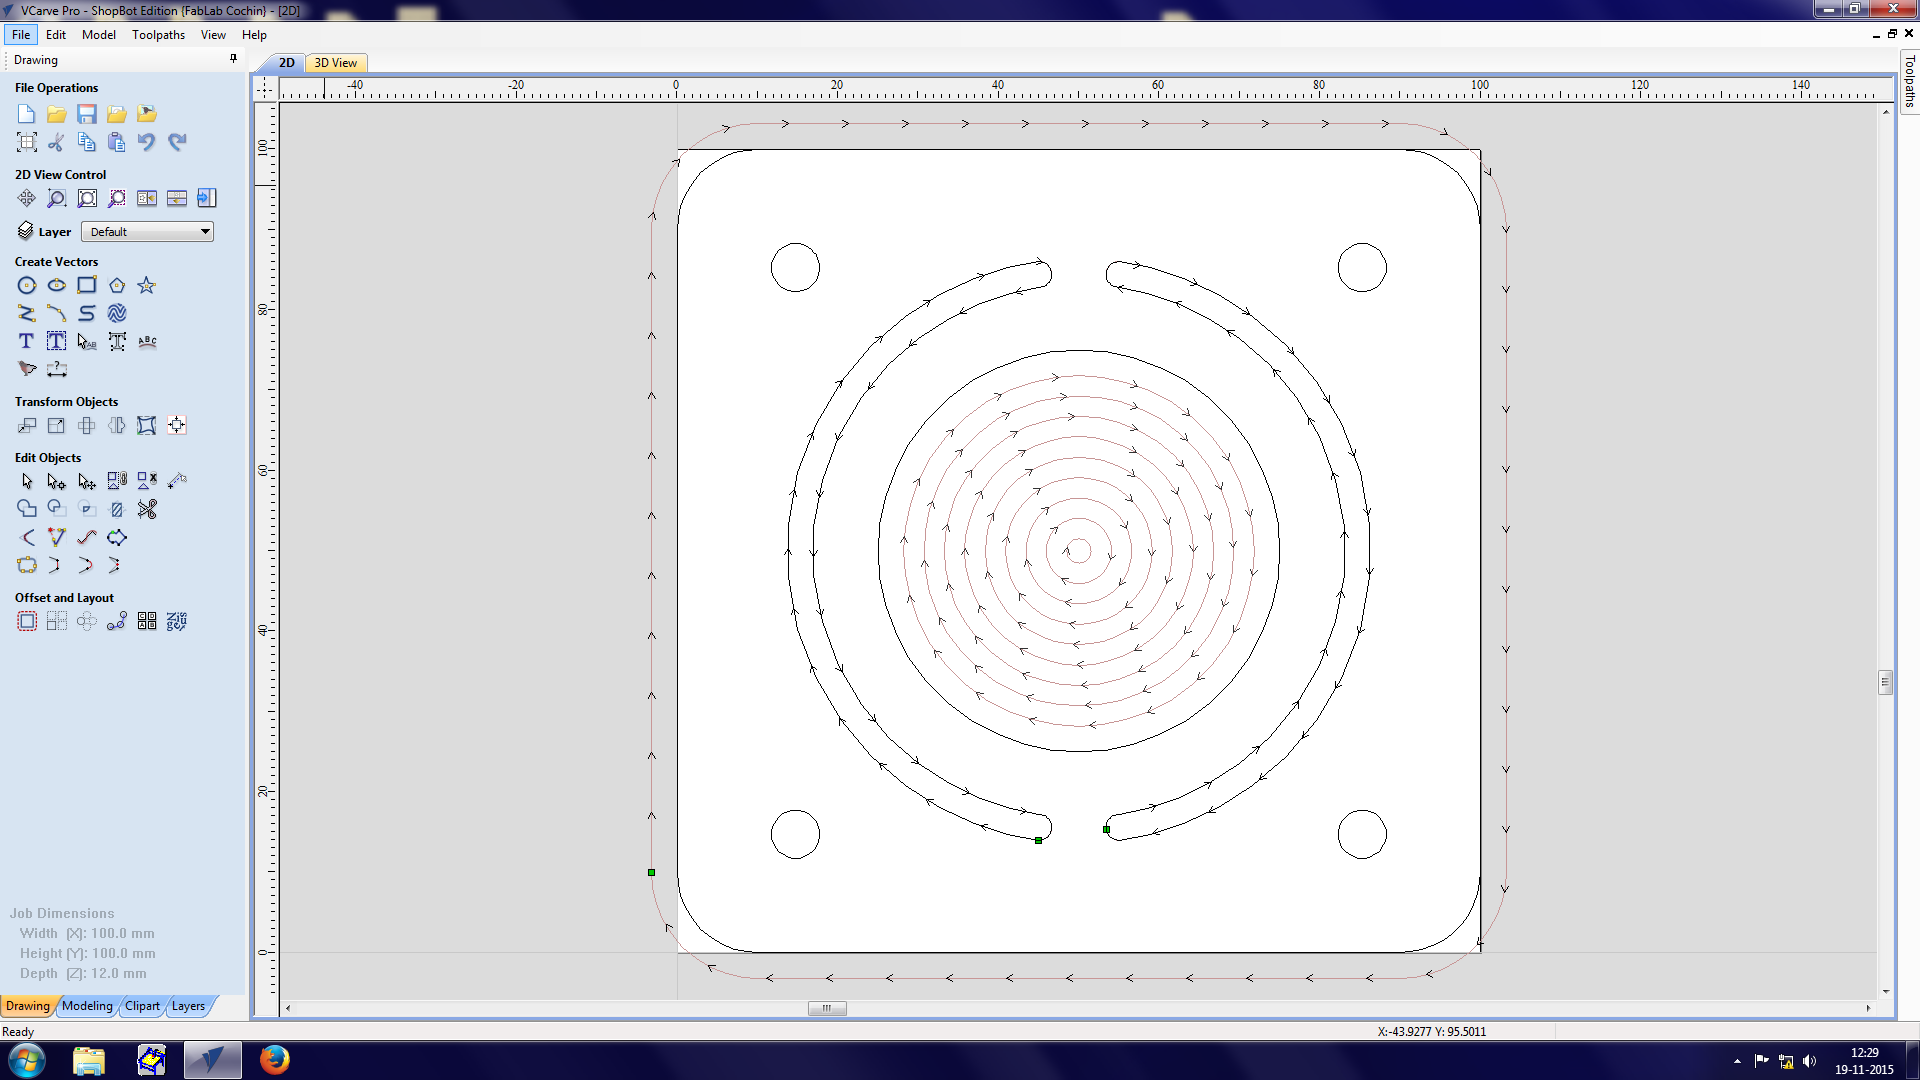 VCarve Pro - ShopBot Edition {FabLab Cochin} - [2D]
File Edit Model Toolpaths View Help
Drawing
2D 3D View
Toolpaths
File Operations
2D View Control
Layer Default
Create Vectors
Transform Objects
Edit Objects
Offset and Layout
-40 -20 0 20 40 60 80 100 120 140
100
80
60
40
20
0
Job Dimensions
Width (X): 100.0 mm
Height (Y): 100.0 mm
Depth (Z): 12.0 mm
Drawing Modeling Clipart Layers
Ready
X:-43.9277 Y: 95.5011
12:29
19-11-2015